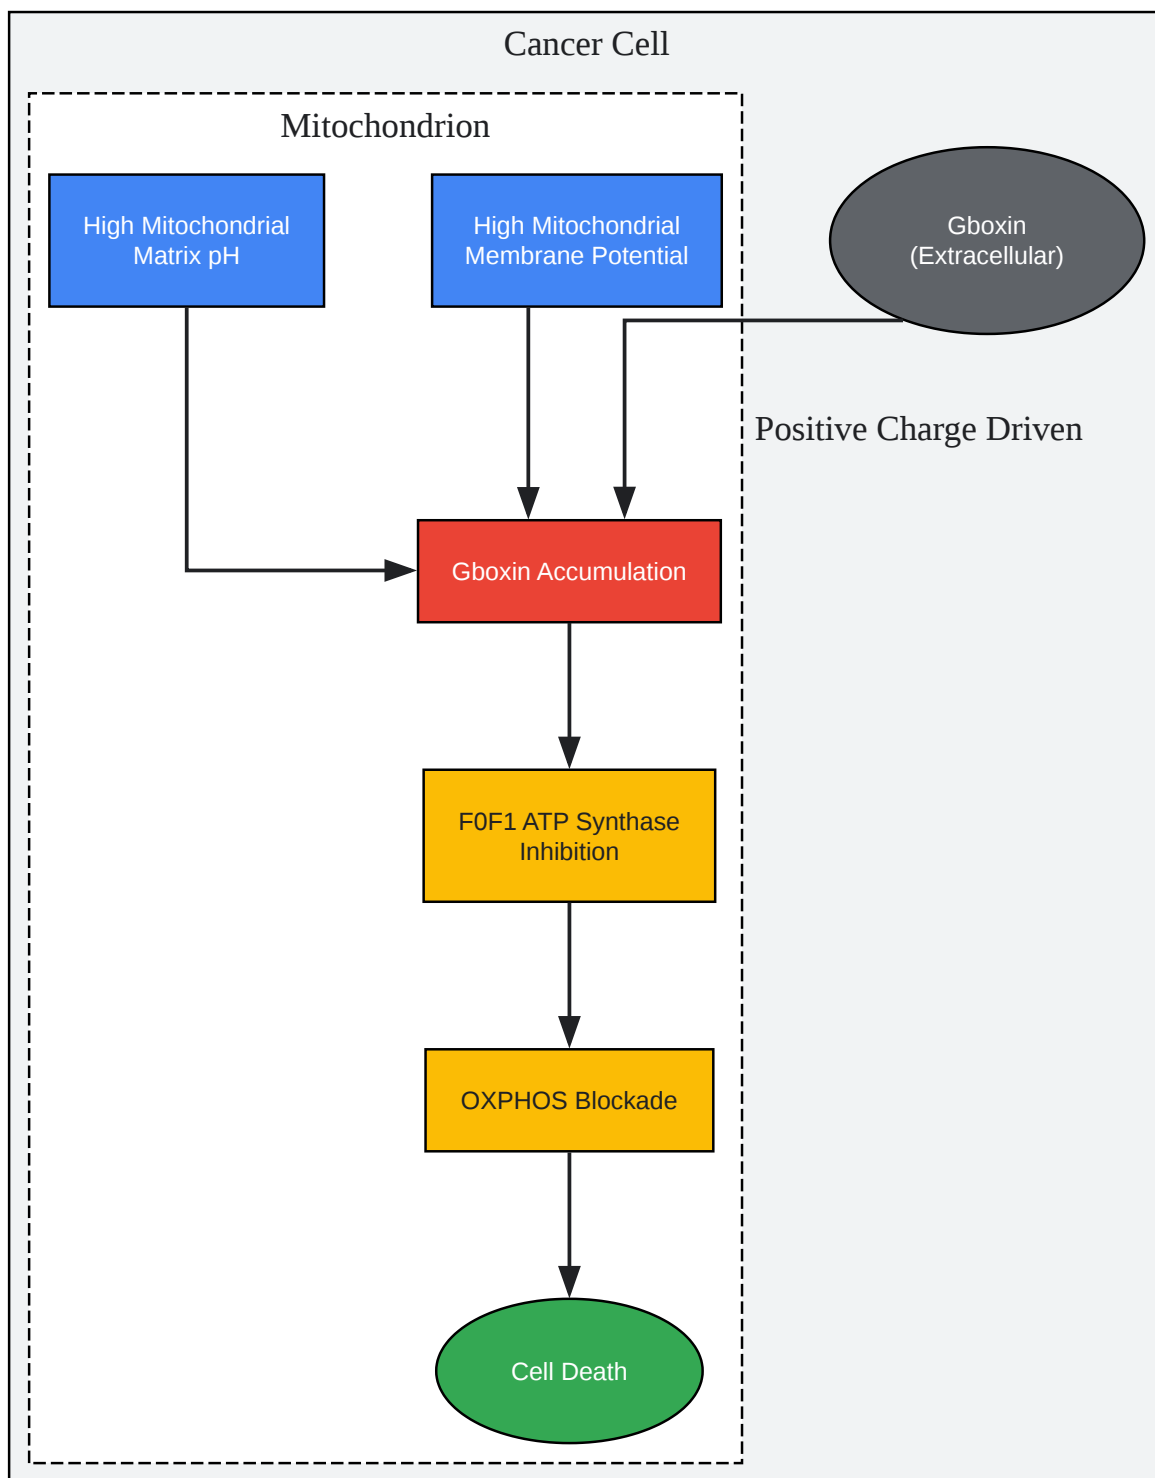 Cancer Cell
Mitochondrion
High Mitochondrial
Matrix pH
High Mitochondrial
Membrane Potential
Gboxin
(Extracellular)
Positive Charge Driven
Gboxin Accumulation
F0F1 ATP Synthase
Inhibition
OXPHOS Blockade
Cell Death